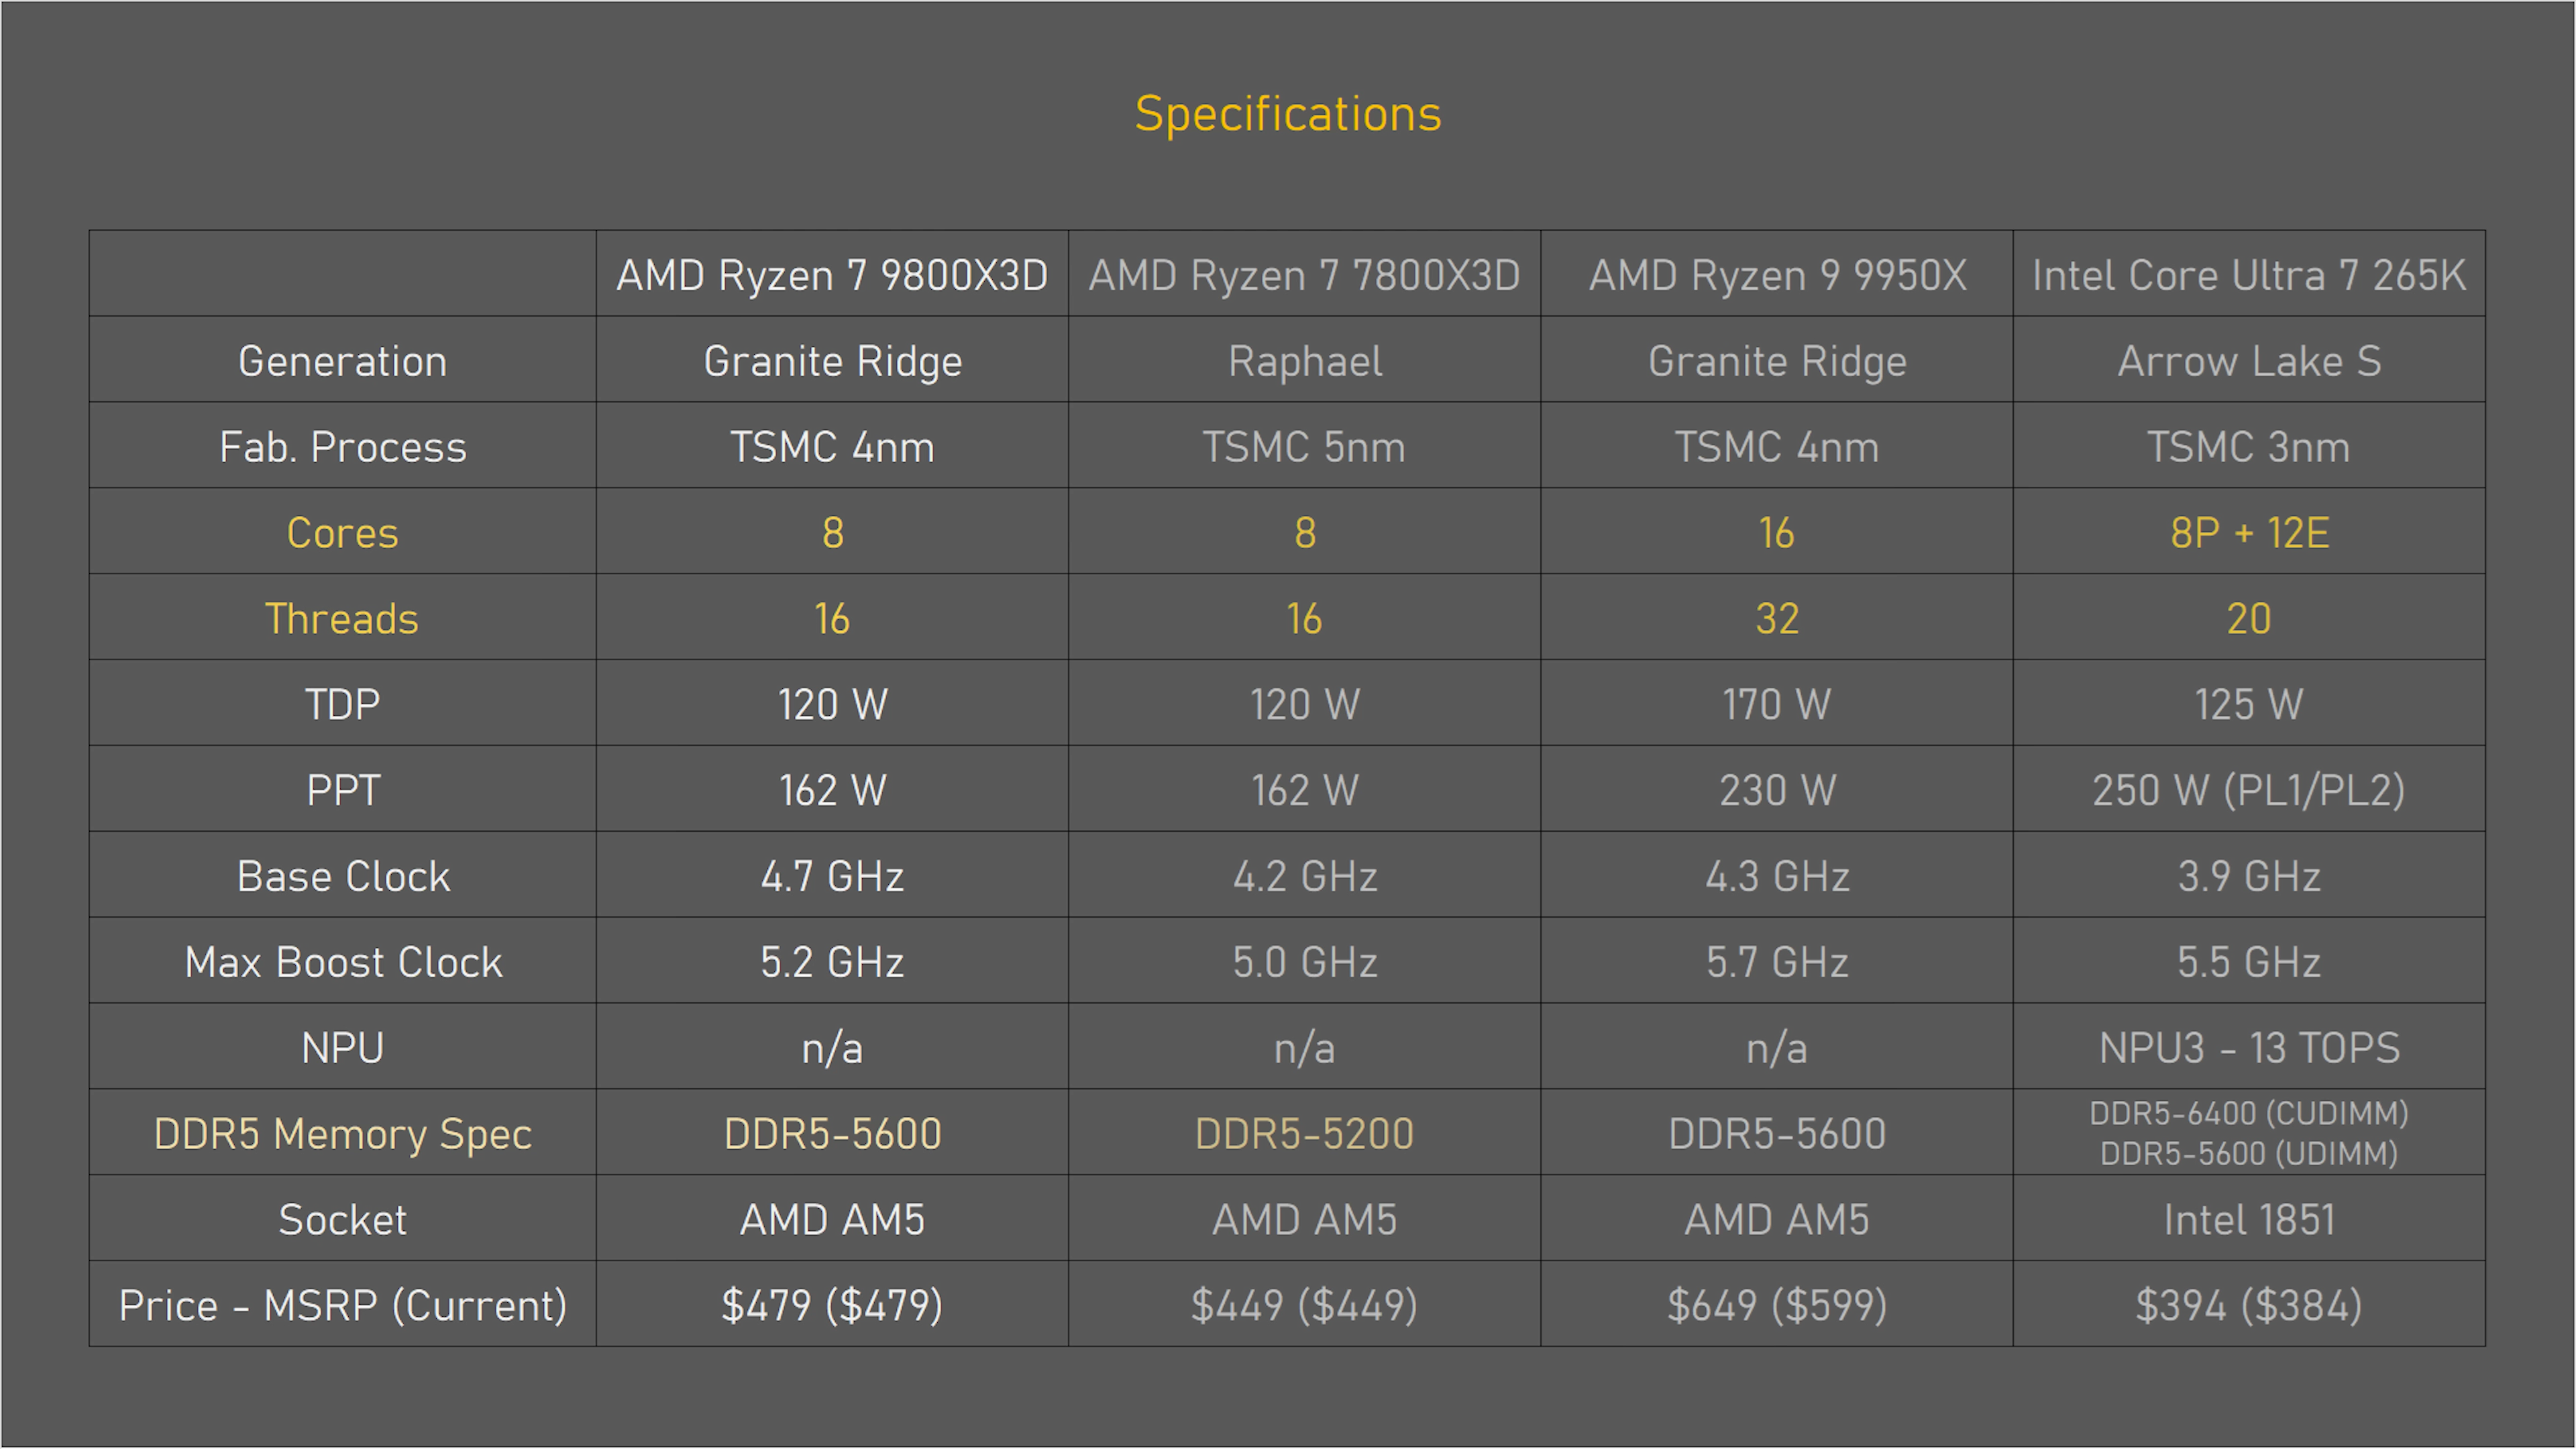 Specifications
AMD Ryzen 7 9800X3D AMD Ryzen 7 7800X3D AMD Ryzen 9 9950X Intel Core Ultra 7 265K
Generation Granite Ridge Raphael Granite Ridge Arrow Lake S
Fab. Process TSMC 4nm TSMC 5nm TSMC 4nm TSMC 3nm
Cores 8 8 16 8P + 12E
Threads 16 16 32 20
TDP 120 W 120 W 170 W 125 W
PPT 162 W 162 W 230 W 250 W (PL1/PL2)
Base Clock 4.7 GHz 4.2 GHz 4.3 GHz 3.9 GHz
Max Boost Clock 5.2 GHz 5.0 GHz 5.7 GHz 5.5 GHz
NPU n/a n/a n/a NPU3 - 13 TOPS
DDR5 Memory Spec DDR5-5600 DDR5-5200 DDR5-5600 DDR5-6400 (CUDIMM)
DDR5-5600 (UDIMM)
Socket AMD AM5 AMD AM5 AMD AM5 Intel 1851
Price - MSRP (Current) $479 ($479) $449 ($449) $649 ($599) $394 ($384)